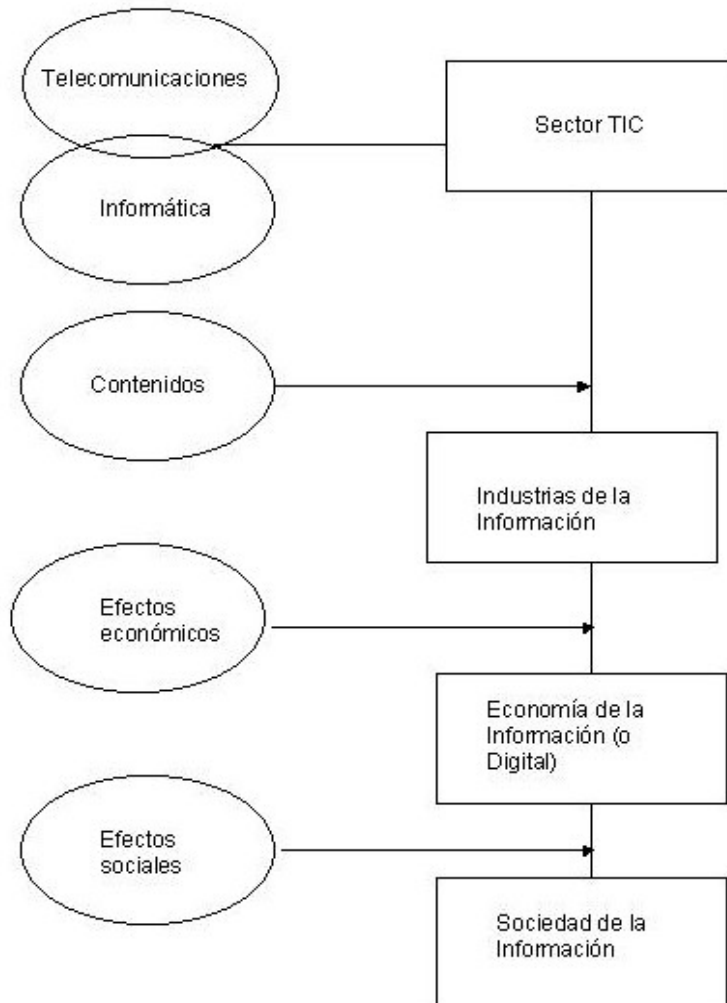 Telecomunicaciones
Sector TIC
Informática
Contenidos
Industrias de la
Información
Efectos
económicos
Economía de la
Información (o
Digital)
Efectos
sociales
Sociedad de la
Información